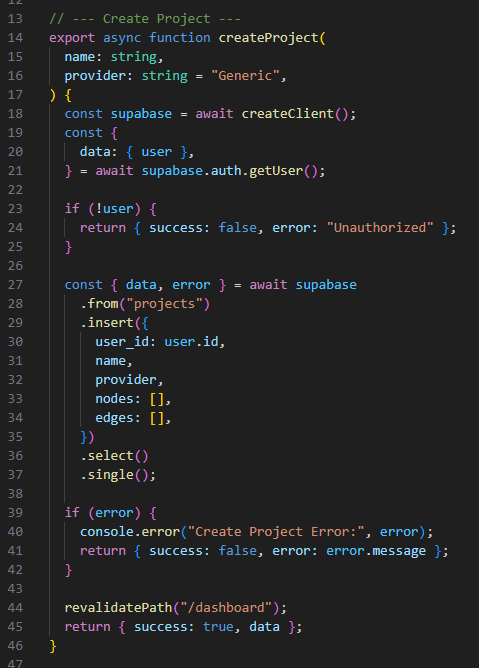 12
13 // --- Create Project ---
14 export async function createProject(
15   name: string,
16   provider: string = "Generic",
17 ) {
18   const supabase = await createClient();
19   const {
20     data: { user },
21   } = await supabase.auth.getUser();
22
23   if (!user) {
24     return { success: false, error: "Unauthorized" };
25   }
26
27   const { data, error } = await supabase
28     .from("projects")
29     .insert({
30       user_id: user.id,
31       name,
32       provider,
33       nodes: [],
34       edges: [],
35     })
36     .select()
37     .single();
38
39   if (error) {
40     console.error("Create Project Error:", error);
41     return { success: false, error: error.message };
42   }
43
44   revalidatePath("/dashboard");
45   return { success: true, data };
46 }
47